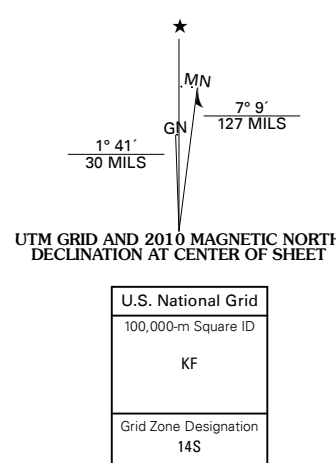 ★
MN
GN
7° 9´
127 MILS
1° 41´
30 MILS
UTM GRID AND 2010 MAGNETIC NORTH
DECLINATION AT CENTER OF SHEET
U.S. National Grid
100,000-m Square ID
KF
Grid Zone Designation
14S